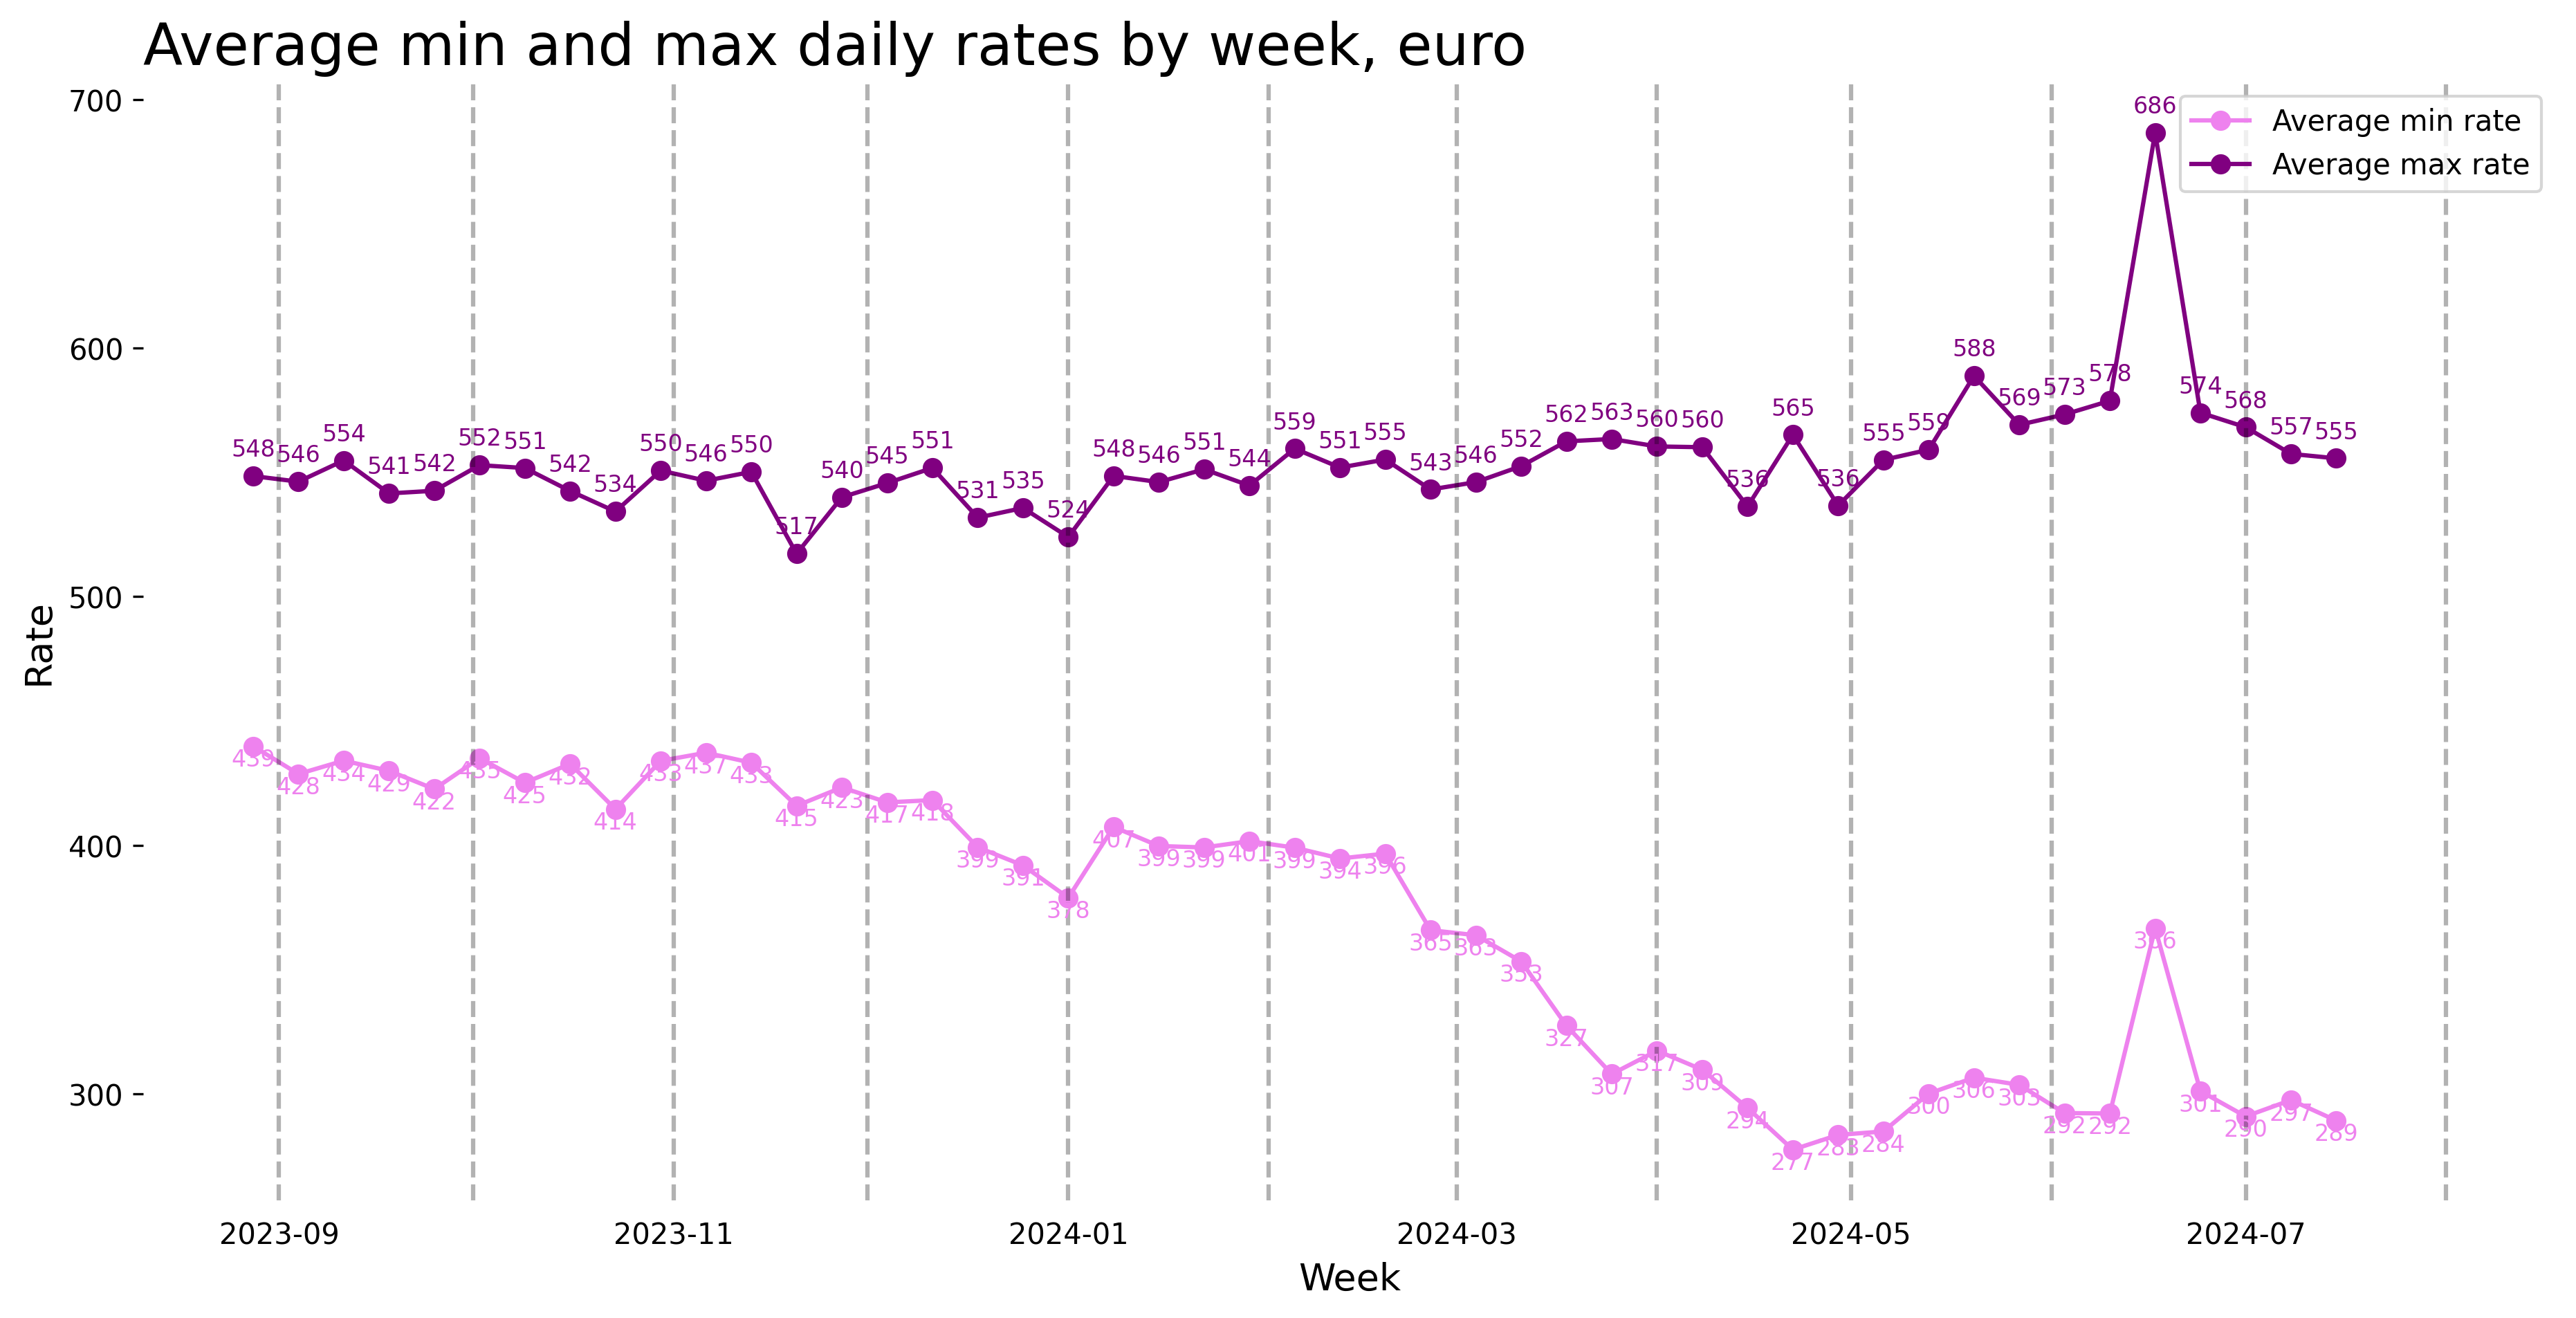 Average min and max daily rates by week, euro
700
600
500
400
300
Rate
Average min rate
Average max rate
548 546 554 541 542 552 551 542 534 550 546 550 517 540 545 551 531 535 524 548 546 551 544 559 551 555 543 546 552 562 563 560 560 536 565 536 555 559 588 569 573 578 686 574 568 557 555
439 428 434 429 422 435 425 432 414 433 437 433 415 423 417 418 399 391 378 407 399 399 401 399 394 396 365 363 353 327 307 317 309 294 277 283 284 300 306 303 292 292 366 301 290 297 289
2023-09 2023-11 2024-01 2024-03 2024-05 2024-07
Week